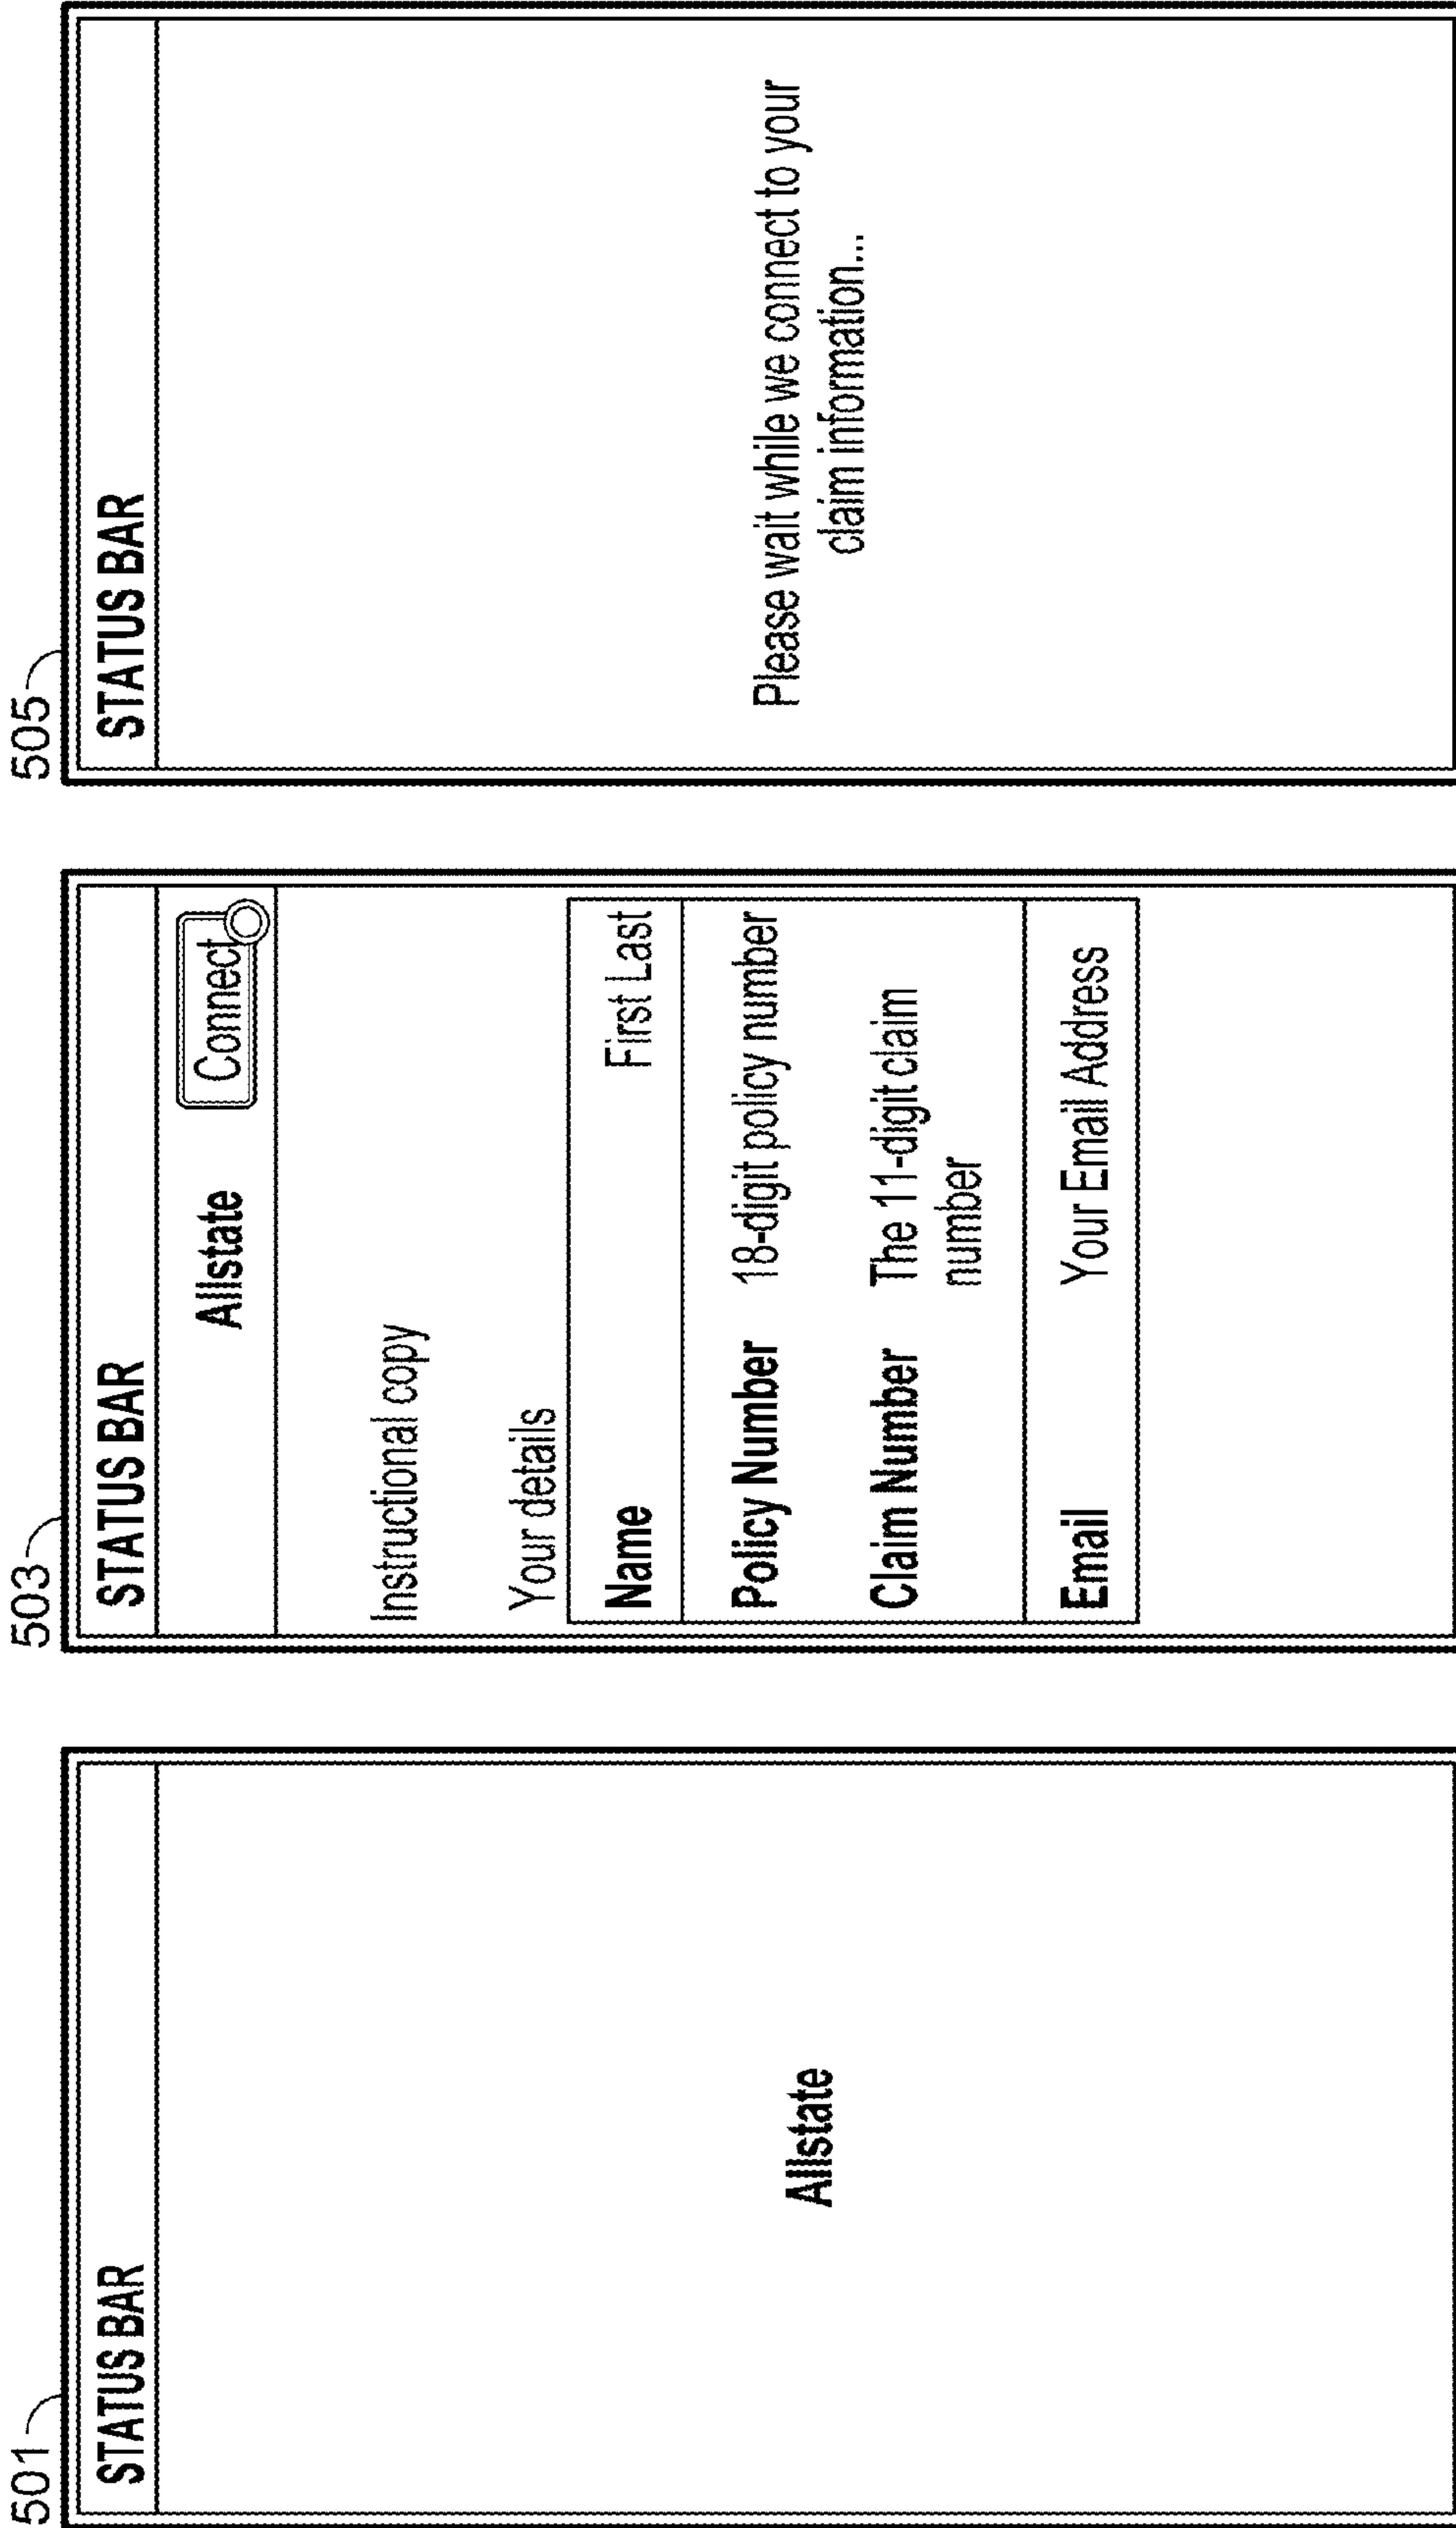 501
STATUS BAR
Allstate
503
STATUS BAR
Allstate Connect
Instructional copy
Your details
Name First Last
Policy Number 18-digit policy number
Claim Number The 11-digit claim
number
Email Your Email Address
505
STATUS BAR
Please wait while we connect to your
claim information...